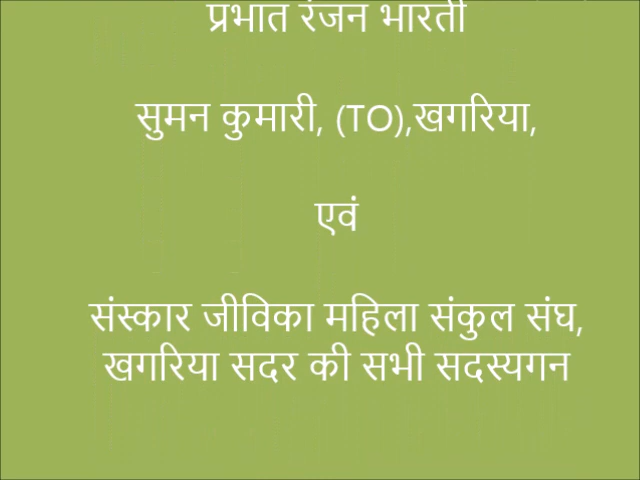 प्रभात रंजन भारती
सुमन कुमारी, (TO),खगरिया,
एवं
संस्कार जीविका महिला संकुल संघ,
खगरिया सदर की सभी सदस्यगन